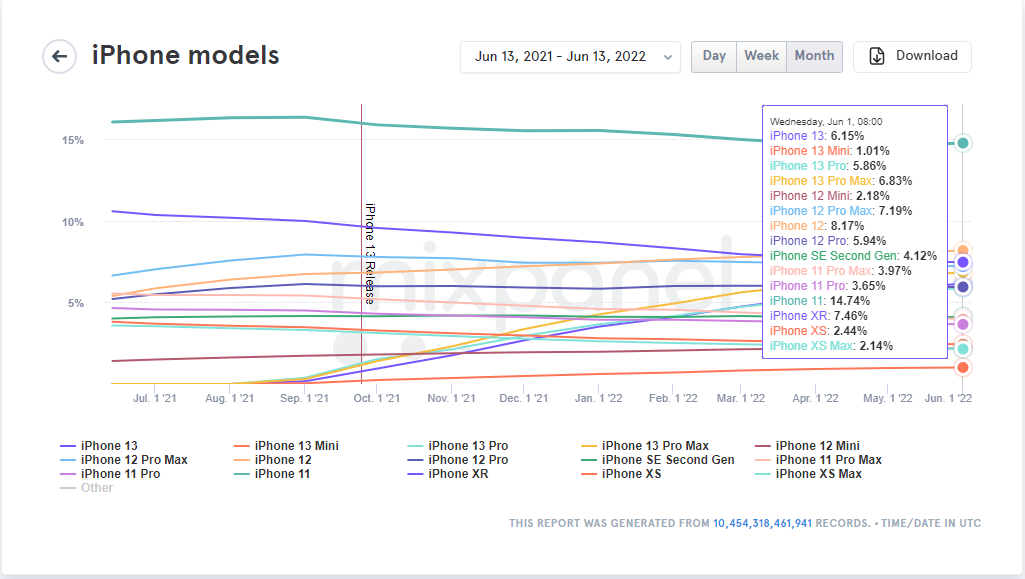 iPhone models
Jun 13, 2021 - Jun 13, 2022
Day Week Month
Download
15%
10%
5%
iPhone 13 Release
mixpanel
Wednesday, Jun 1, 08:00
iPhone 13: 6.15%
iPhone 13 Mini: 1.01%
iPhone 13 Pro: 5.86%
iPhone 13 Pro Max: 6.83%
iPhone 12 Mini: 2.18%
iPhone 12 Pro Max: 7.19%
iPhone 12: 8.17%
iPhone 12 Pro: 5.94%
iPhone SE Second Gen: 4.12%
iPhone 11 Pro Max: 3.97%
iPhone 11 Pro: 3.65%
iPhone 11: 14.74%
iPhone XR: 7.46%
iPhone XS: 2.44%
iPhone XS Max: 2.14%
Jul. 1 '21 Aug. 1 '21 Sep. 1 '21 Oct. 1 '21 Nov. 1 '21 Dec. 1 '21 Jan. 1 '22 Feb. 1 '22 Mar. 1 '22 Apr. 1 '22 May. 1 '22 Jun. 1 '22
iPhone 13 iPhone 13 Mini iPhone 13 Pro iPhone 13 Pro Max iPhone 12 Mini
iPhone 12 Pro Max iPhone 12 iPhone 12 Pro iPhone SE Second Gen iPhone 11 Pro Max
iPhone 11 Pro iPhone 11 iPhone XR iPhone XS iPhone XS Max
Other
THIS REPORT WAS GENERATED FROM 10,454,318,461,941 RECORDS. • TIME/DATE IN UTC